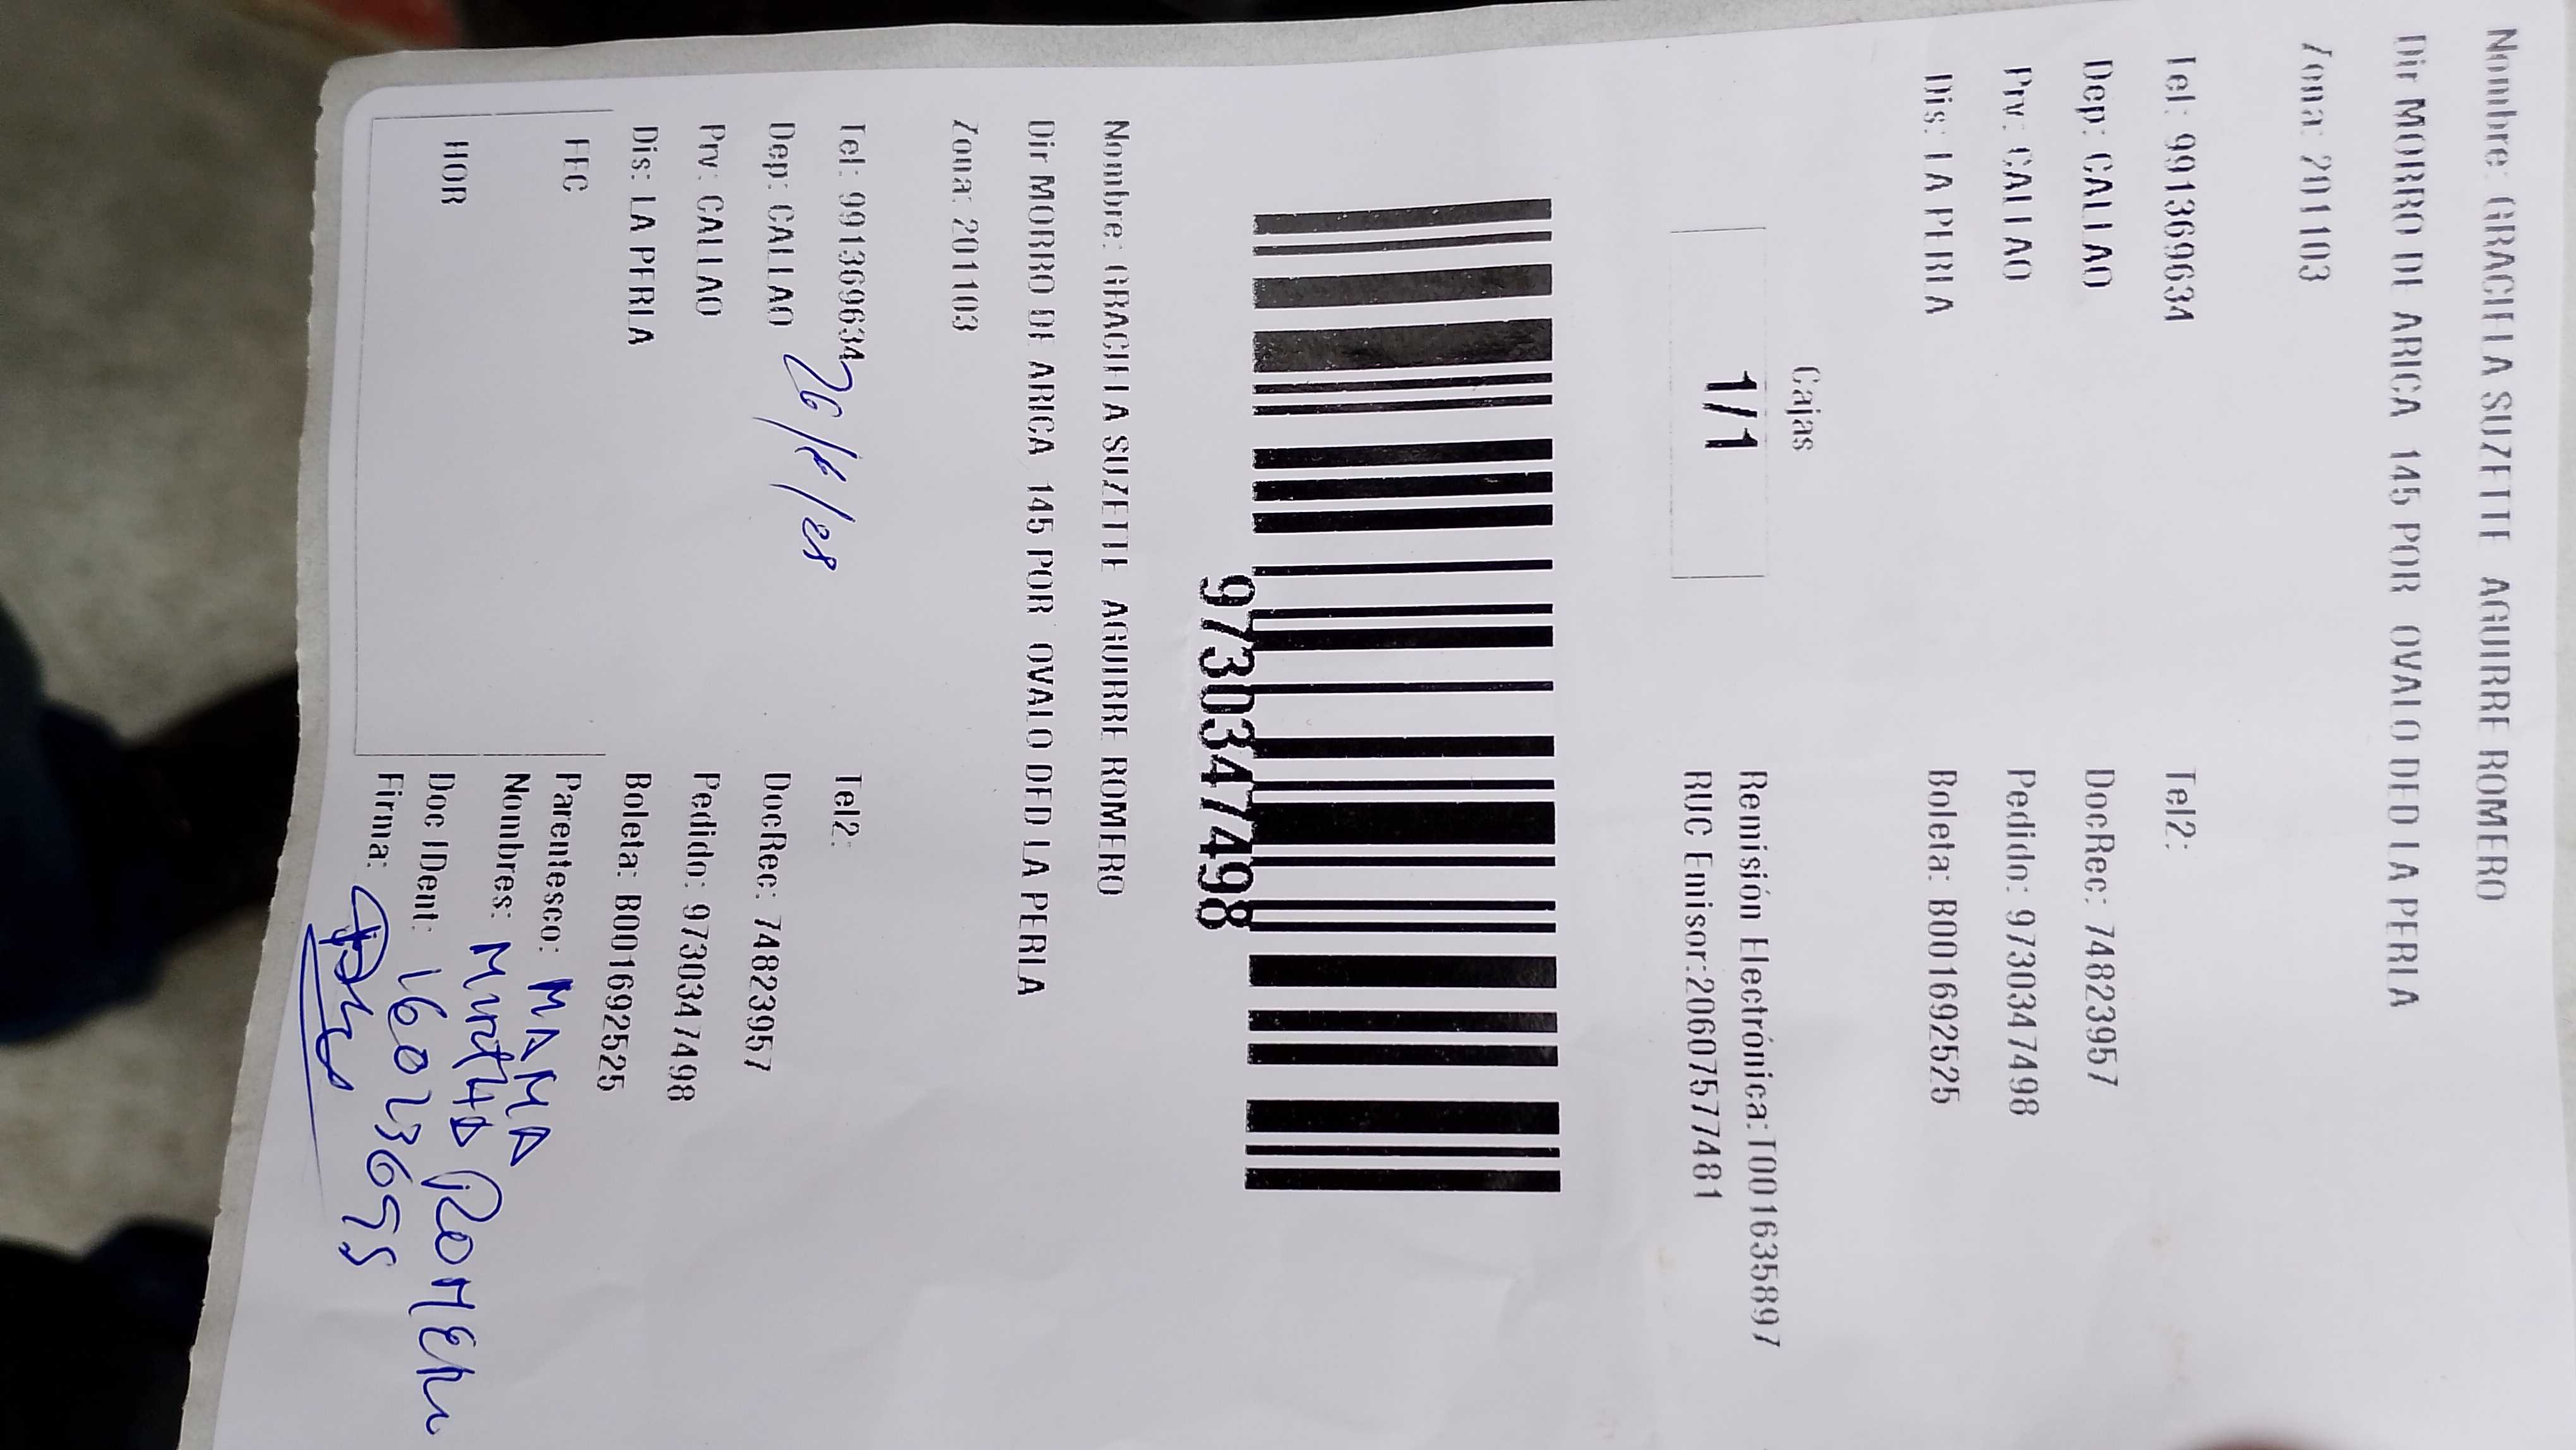 Nombre: GRACIELA SUZETTE AGUIRRE ROMERO
Dir MORRO DE ARICA 145 POR OVALO DED LA PERLA
Zona: 201103
Tel: 991369634 Tel2:
Dep: CALLAO DocRec: 74823957
Prv: CALLAO Pedido: 9730347498
Dis: LA PERLA Boleta: B001692525
Cajas
1/1
Remisión Electrónica:T001635897
RUC Emisor:20607577481
9730347498
Nombre: GRACIELA SUZETTE AGUIRRE ROMERO
Dir MORRO DE ARICA 145 POR OVALO DED LA PERLA
Zona: 201103
Tel: 991369634 Tel2:
Dep: CALLAO DocRec: 74823957
Prv: CALLAO Pedido: 9730347498
Dis: LA PERLA Boleta: B001692525
FEC Parentesco: MAMA
Nombres: Mirtha Romero
HOR Doc IDent: 16023655
Firma: